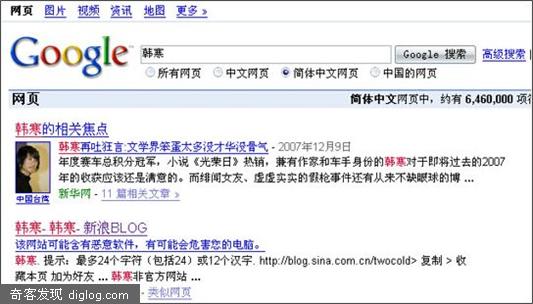 网页 图片 视频 资讯 地图 更多 »
Google 韩寒 Google 搜索 高级搜索
所有网页 中文网页 简体中文网页 中国的网页
网页 简体中文网页中，约有 6,460,000 项符
韩寒的相关焦点
韩寒再吐狂言:文学界笨蛋太多没才华没骨气 - 2007年12月9日
年度赛车总积分冠军，小说《光荣日》热销，兼有作家和车手身份的韩寒对于即将过去的2007
年的收获应该还是满意的。而绯闻女友、虚虚实实的假枪事件还有从来不缺眼球的博 ...
新华网 - 11 篇相关文章 »
中国台湾
韩寒- 韩寒- 新浪BLOG
该网站可能含有恶意软件，有可能会危害您的电脑。
韩寒. 提示：最多24个字符（包括24）或12个汉字. http://blog.sina.com.cn/twocold> 复制 > 收
藏本页 加为好友 ... 韩寒非官方网站 ...
- 类似网页
奇客发现 diglog.com